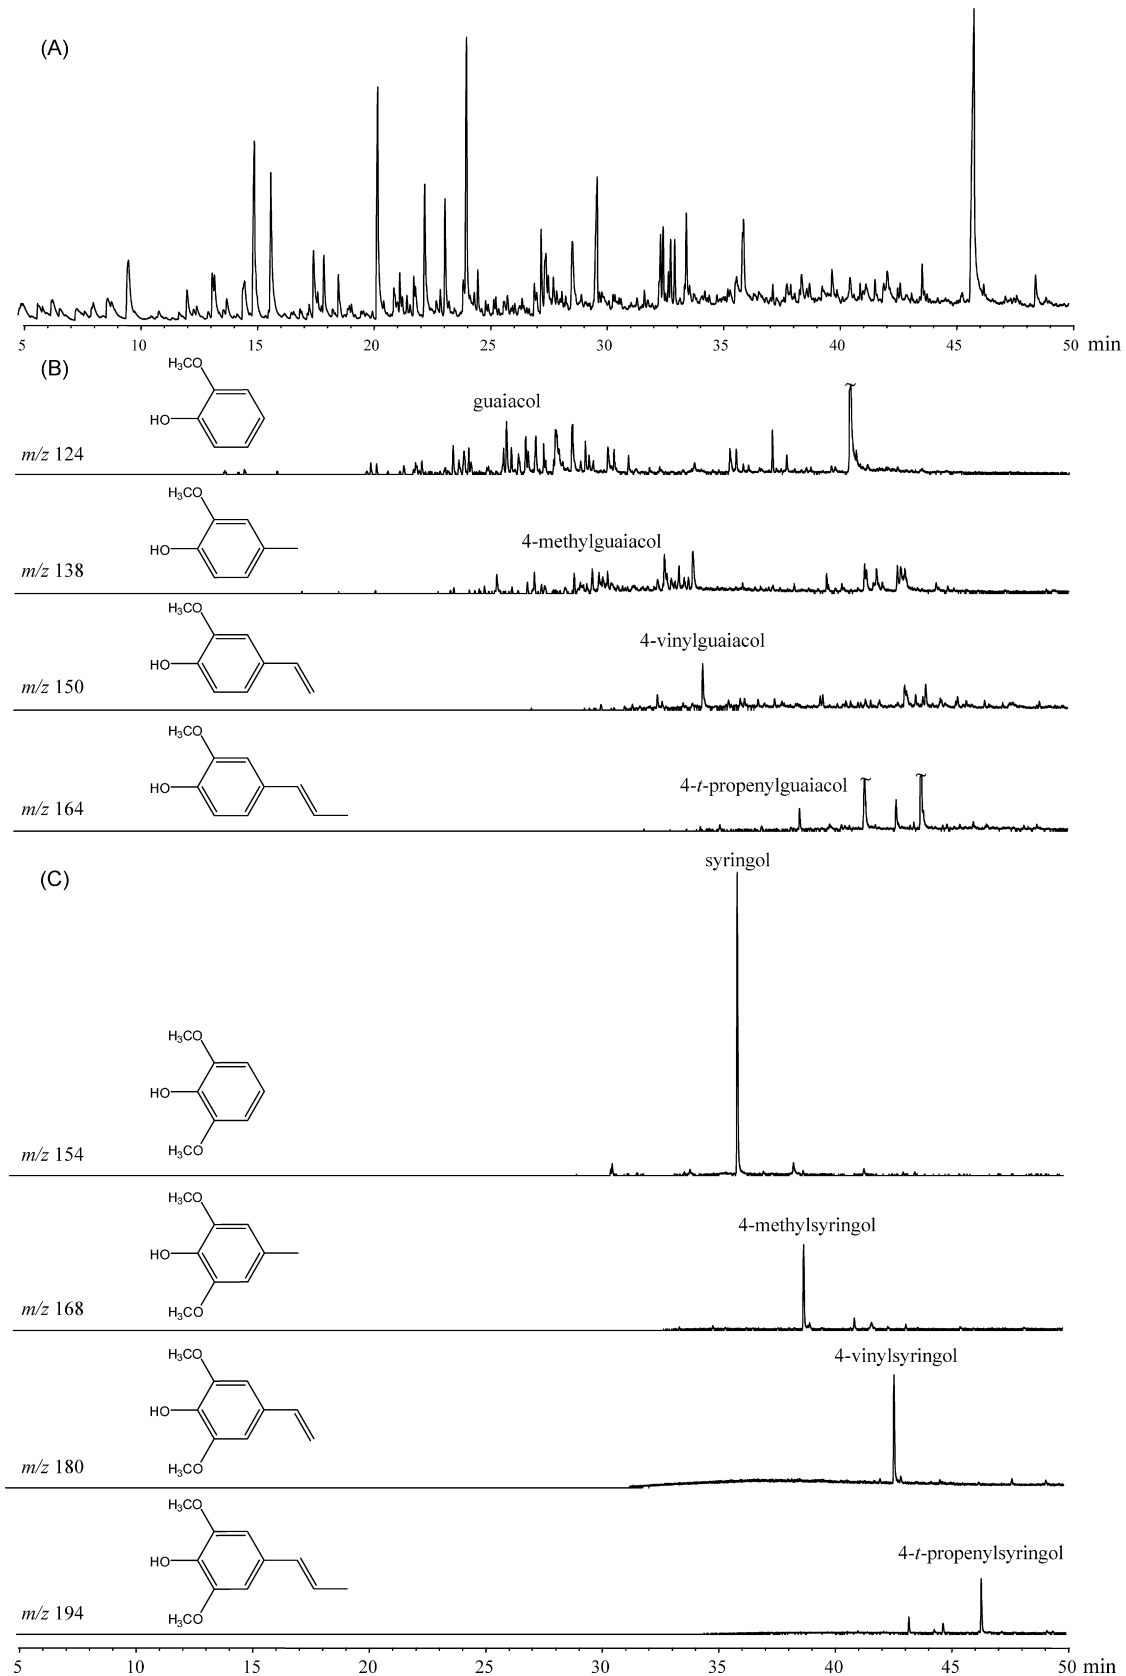 (A)
5 10 15 20 25 30 35 40 45 50 min
(B)
H₃CO
HO
guaiacol
m/z 124
H₃CO
HO
4-methylguaiacol
m/z 138
H₃CO
HO
4-vinylguaiacol
m/z 150
H₃CO
HO
4-t-propenylguaiacol
m/z 164
(C)
syringol
H₃CO
HO
H₃CO
m/z 154
H₃CO
4-methylsyringol
HO
H₃CO
m/z 168
H₃CO
4-vinylsyringol
HO
H₃CO
m/z 180
H₃CO
4-t-propenylsyringol
HO
H₃CO
m/z 194
5 10 15 20 25 30 35 40 45 50 min